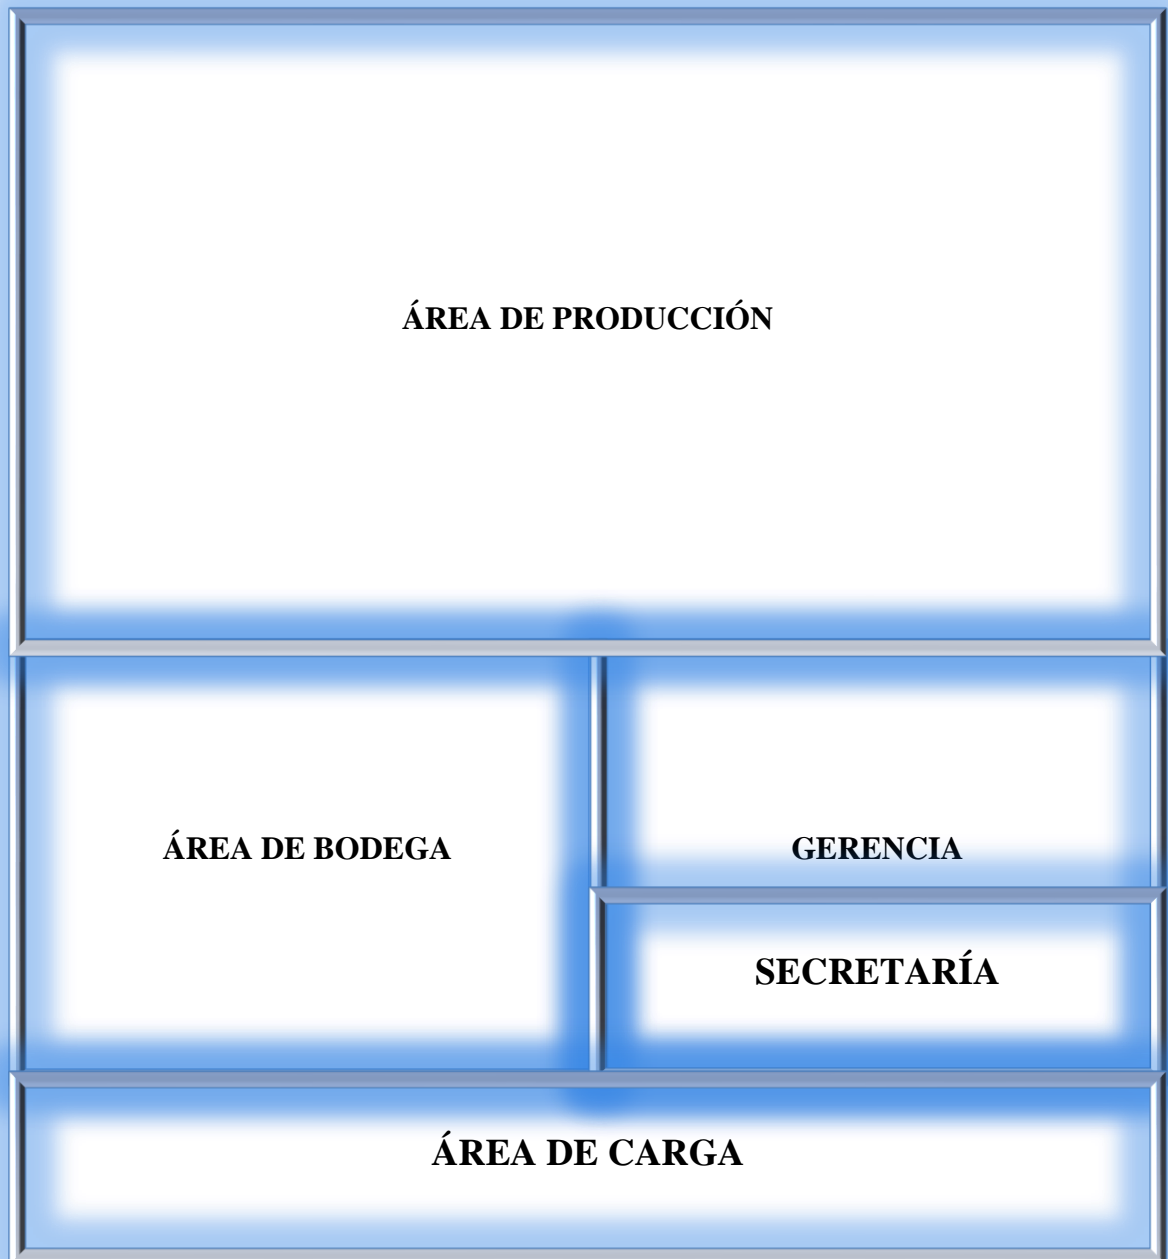 ÁREA DE PRODUCCIÓN
ÁREA DE BODEGA
GERENCIA
SECRETARÍA
ÁREA DE CARGA